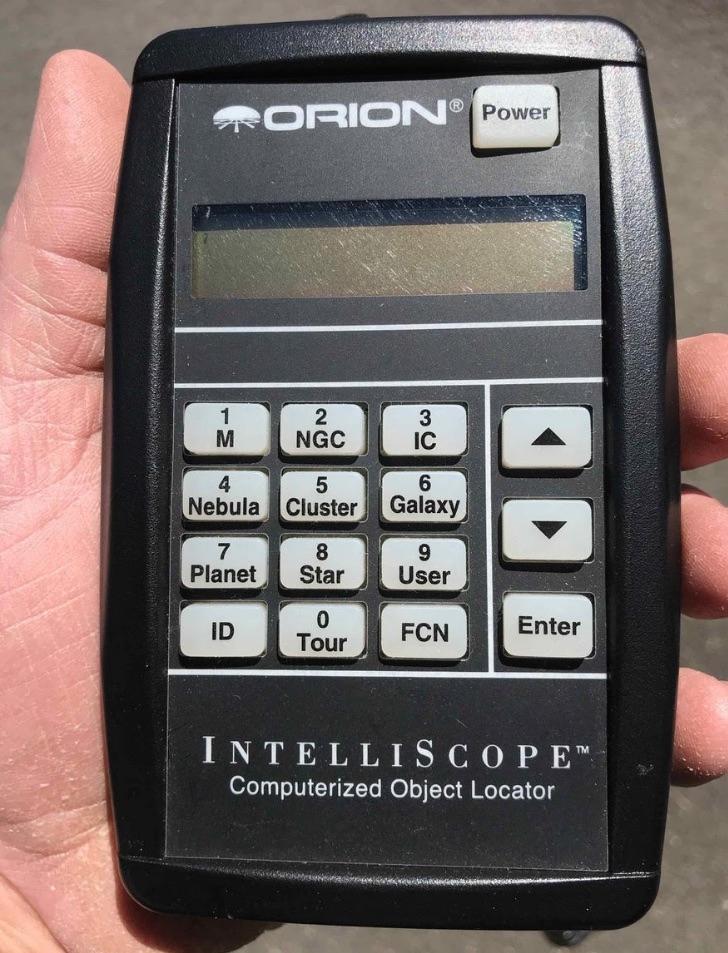 ORION®
Power
1 2 3
M NGC IC
▲
4 5 6
Nebula Cluster Galaxy
▼
7 8 9
Planet Star User
ID 0 FCN Enter
Tour
INTELLISCOPE™
Computerized Object Locator